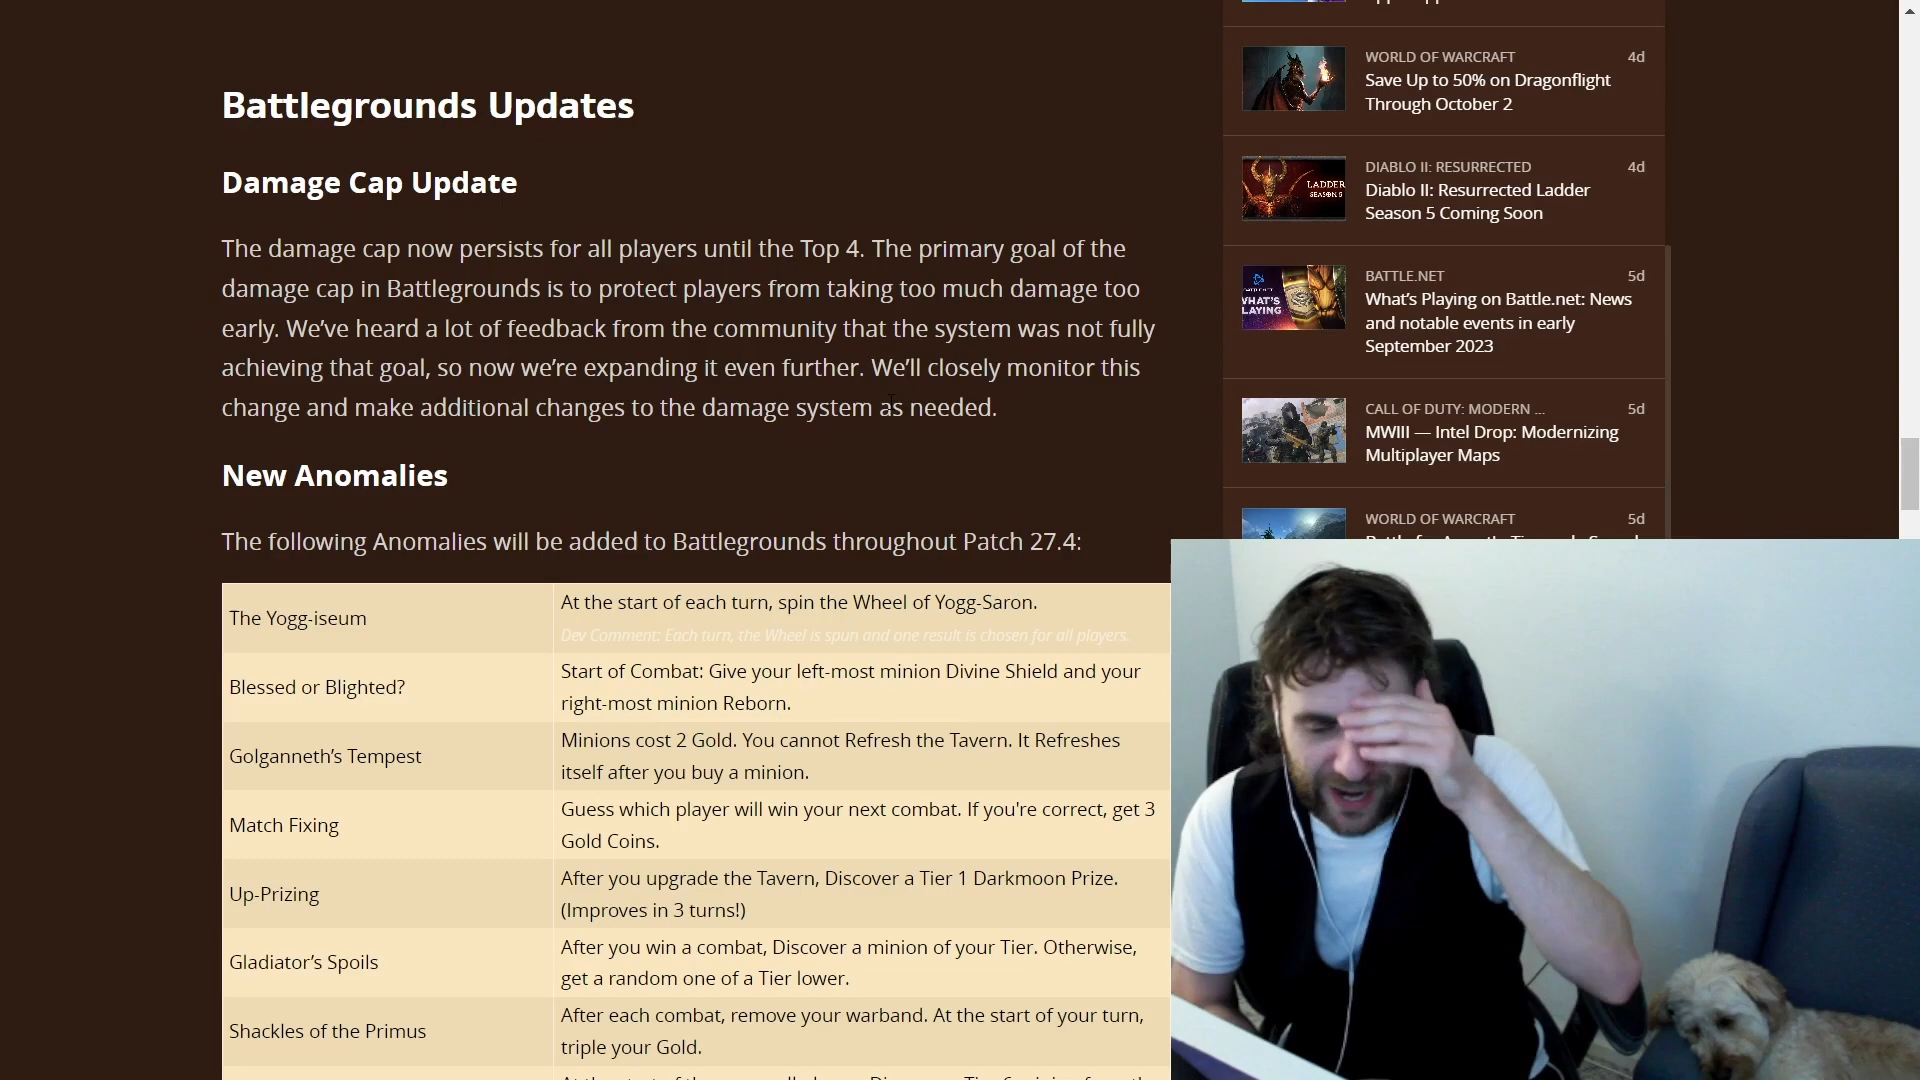 Battlegrounds Updates
Damage Cap Update
The damage cap now persists for all players until the Top 4. The primary goal of the
damage cap in Battlegrounds is to protect players from taking too much damage too
early. We’ve heard a lot of feedback from the community that the system was not fully
achieving that goal, so now we’re expanding it even further. We’ll closely monitor this
change and make additional changes to the damage system as needed.
New Anomalies
The following Anomalies will be added to Battlegrounds throughout Patch 27.4:
The Yogg-iseum
At the start of each turn, spin the Wheel of Yogg-Saron.
Dev Comment: Each turn, the Wheel is spun and one result is chosen for all players.
Blessed or Blighted?
Start of Combat: Give your left-most minion Divine Shield and your
right-most minion Reborn.
Golganneth’s Tempest
Minions cost 2 Gold. You cannot Refresh the Tavern. It Refreshes
itself after you buy a minion.
Match Fixing
Guess which player will win your next combat. If you're correct, get 3
Gold Coins.
Up-Prizing
After you upgrade the Tavern, Discover a Tier 1 Darkmoon Prize.
(Improves in 3 turns!)
Gladiator’s Spoils
After you win a combat, Discover a minion of your Tier. Otherwise,
get a random one of a Tier lower.
Shackles of the Primus
After each combat, remove your warband. At the start of your turn,
triple your Gold.
WORLD OF WARCRAFT 4d
Save Up to 50% on Dragonflight
Through October 2
LADDER
SEASON 5
DIABLO II: RESURRECTED 4d
Diablo II: Resurrected Ladder
Season 5 Coming Soon
WHAT'S
PLAYING
BATTLE.NET 5d
What’s Playing on Battle.net: News
and notable events in early
September 2023
CALL OF DUTY: MODERN ... 5d
MWIII — Intel Drop: Modernizing
Multiplayer Maps
WORLD OF WARCRAFT 5d